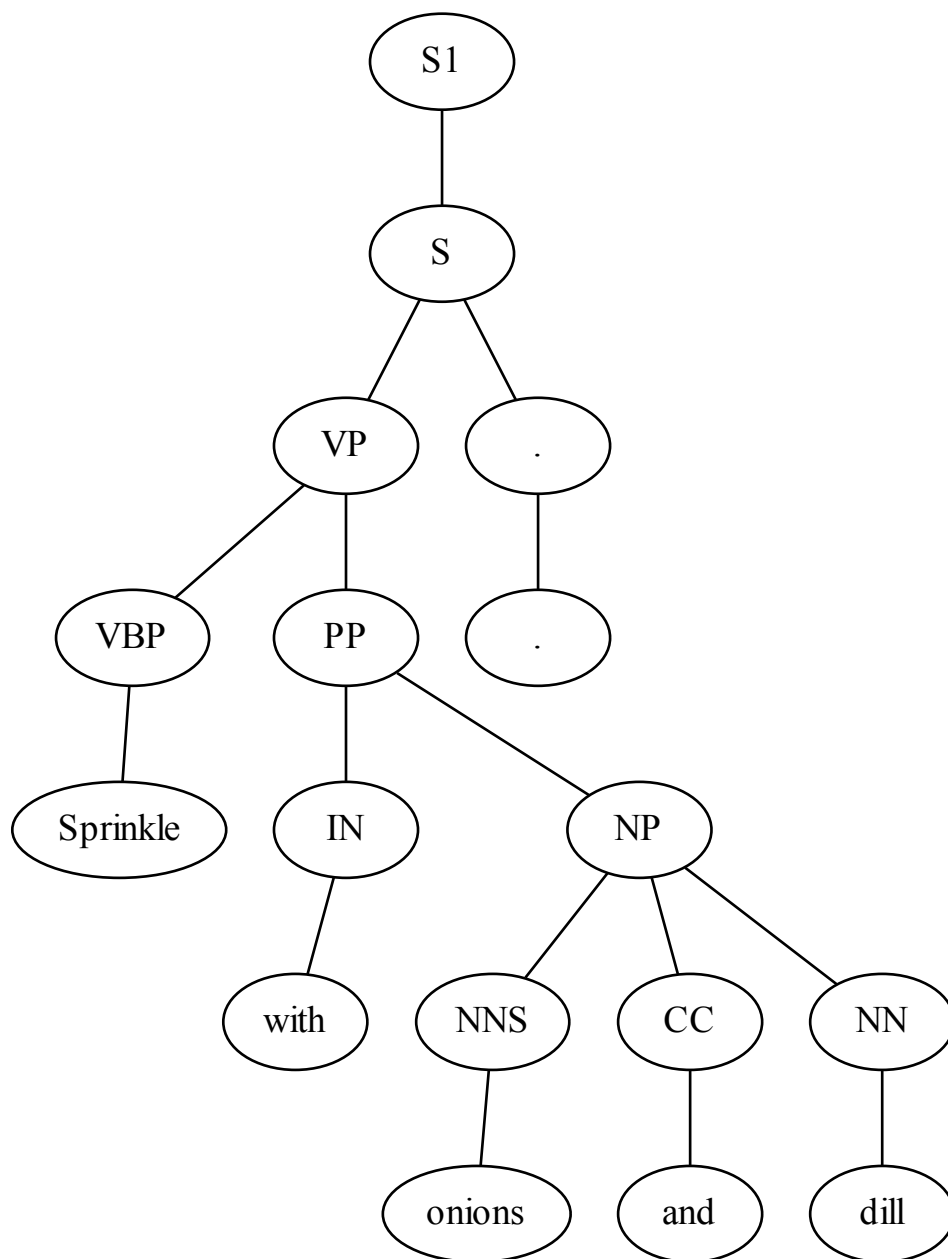 S1
S
VP .
VBP PP .
Sprinkle IN NP
with NNS CC NN
onions and dill